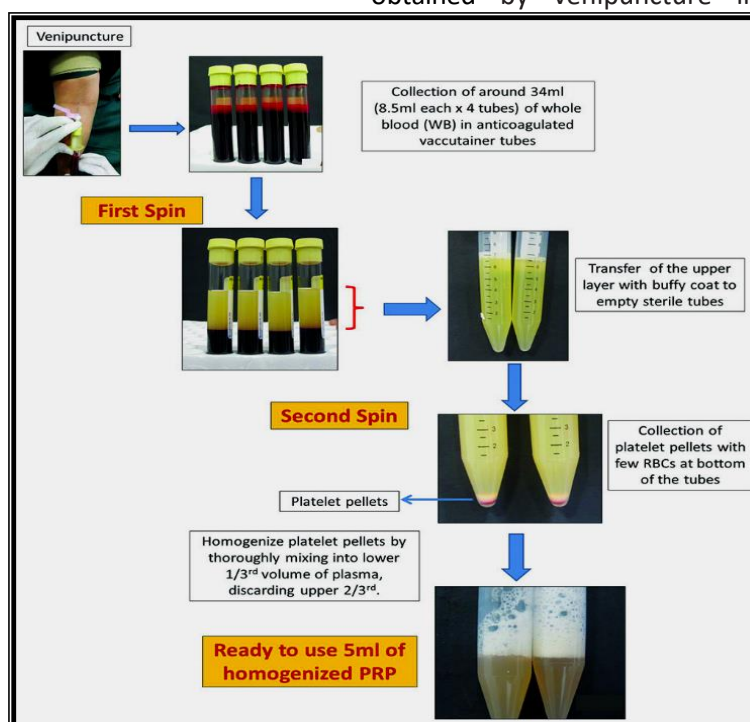 obtained by venipuncture
Venipuncture
Collection of around 34ml
(8.5ml each x 4 tubes) of whole
blood (WB) in anticoagulated
vaccutainer tubes
First Spin
Transfer of the upper
layer with buffy coat to
empty sterile tubes
Second Spin
Collection of
platelet pellets with
few RBCs at bottom
of the tubes
Platelet pellets
Homogenize platelet pellets by
thoroughly mixing into lower
1/3rd volume of plasma,
discarding upper 2/3rd.
Ready to use 5ml of
homogenized PRP